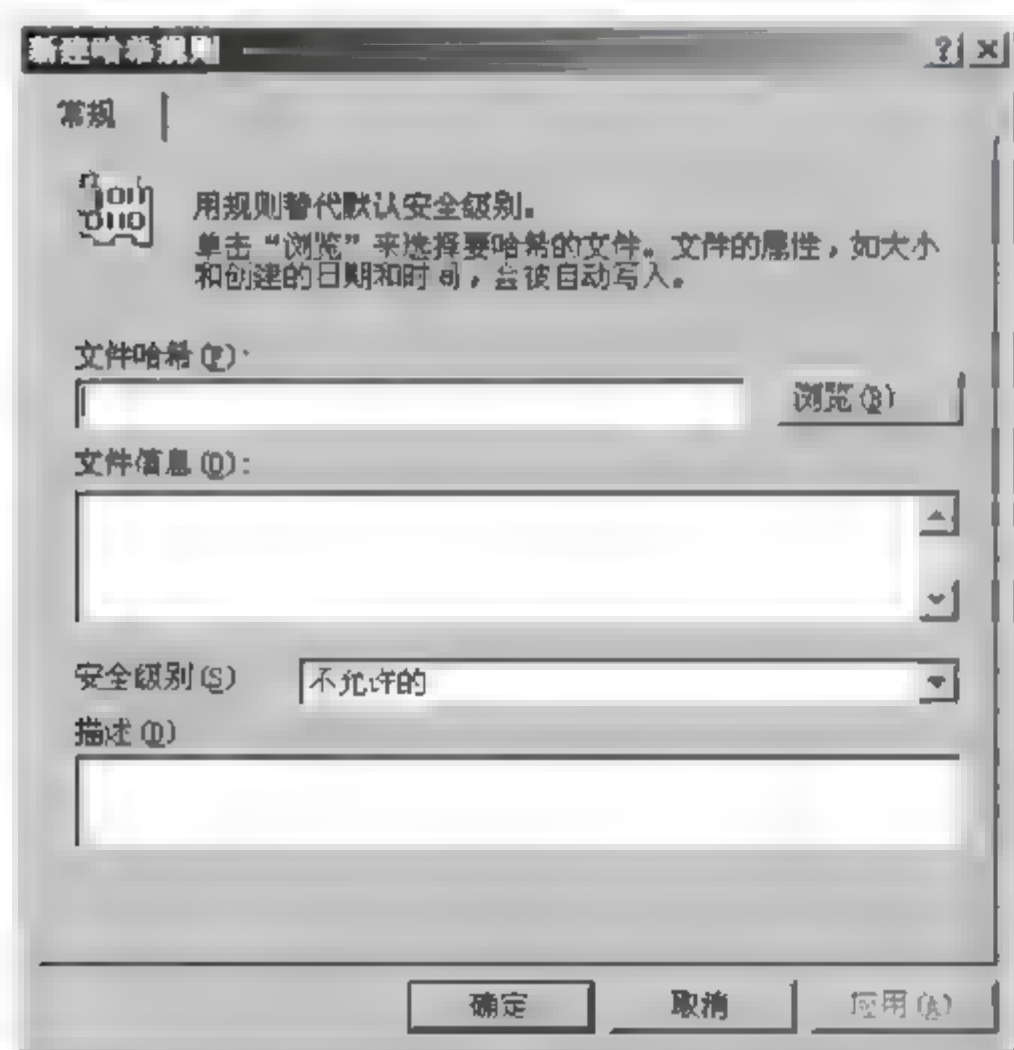 新建哈希规则
常规
用规则替代默认安全级别。
单击“浏览”来选择要哈希的文件。文件的属性，如大小
和创建的日期和时间，会被自动写入。
文件哈希(F):
浏览(R)
文件信息(I):
安全级别(S)
不允许的
描述(D)
确定
取消
应用(A)